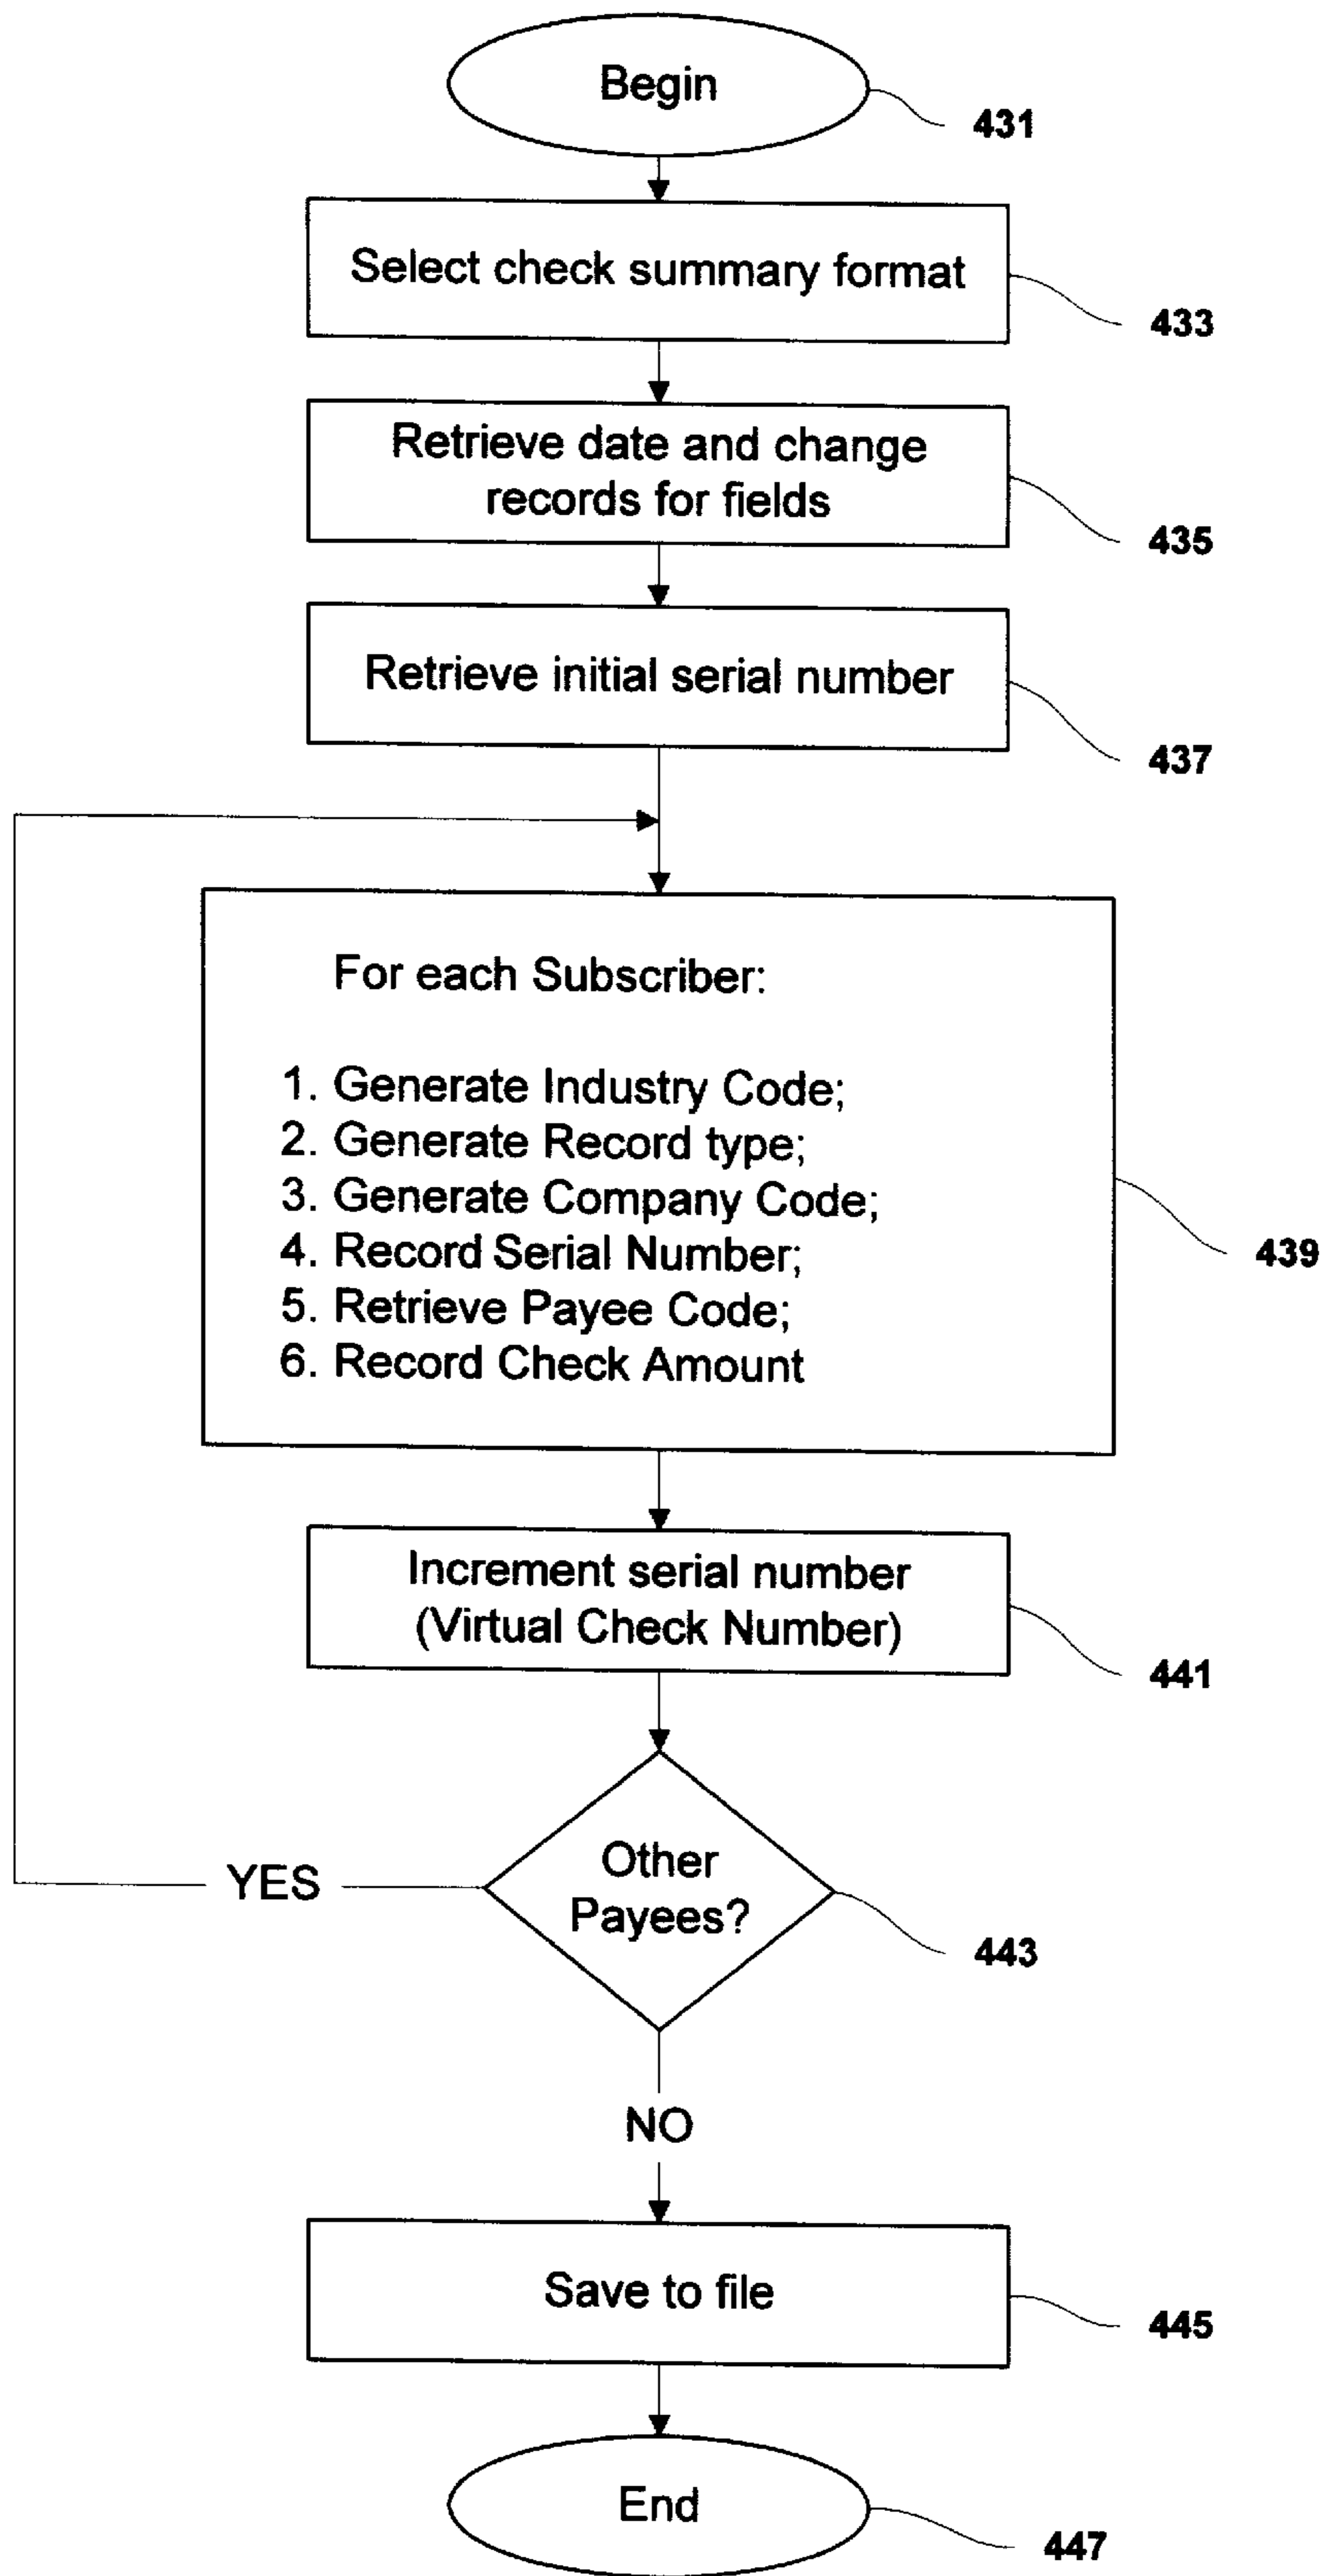 Begin
431
Select check summary format
433
Retrieve date and change
records for fields
435
Retrieve initial serial number
437
For each Subscriber:
1. Generate Industry Code;
2. Generate Record type;
3. Generate Company Code;
4. Record Serial Number;
5. Retrieve Payee Code;
6. Record Check Amount
439
Increment serial number
(Virtual Check Number)
441
Other
Payees?
YES
443
NO
Save to file
445
End
447